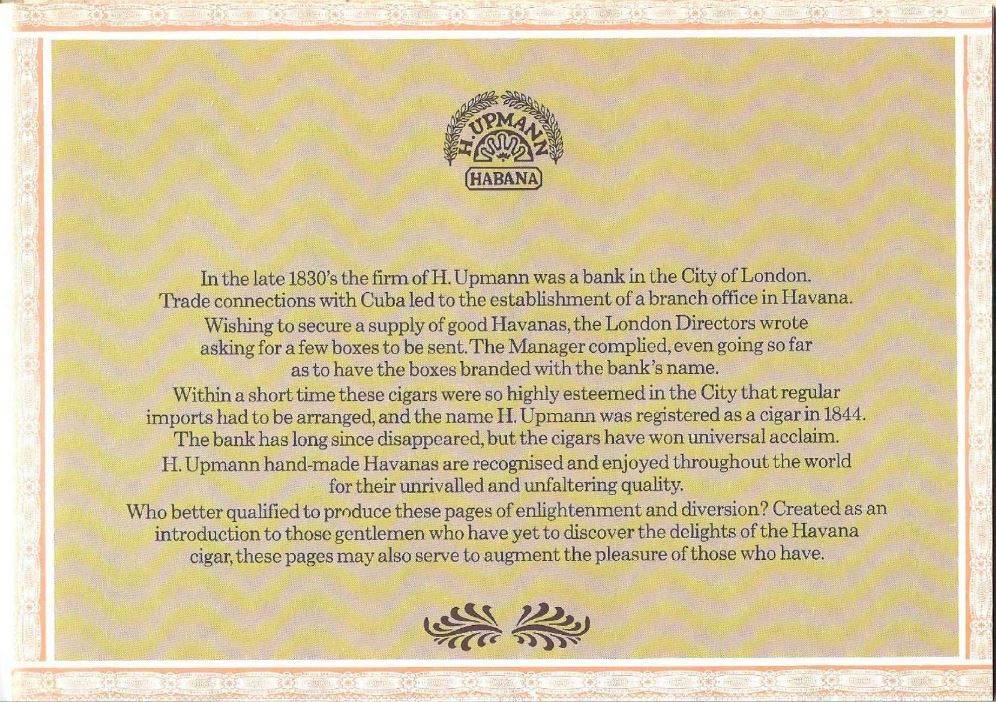 H. UPMANN
HABANA
In the late 1830's the firm of H. Upmann was a bank in the City of London.
Trade connections with Cuba led to the establishment of a branch office in Havana.
Wishing to secure a supply of good Havanas, the London Directors wrote
asking for a few boxes to be sent. The Manager complied, even going so far
as to have the boxes branded with the bank's name.
Within a short time these cigars were so highly esteemed in the City that regular
imports had to be arranged, and the name H. Upmann was registered as a cigar in 1844.
The bank has long since disappeared, but the cigars have won universal acclaim.
H. Upmann hand-made Havanas are recognised and enjoyed throughout the world
for their unrivalled and unfaltering quality.
Who better qualified to produce these pages of enlightenment and diversion? Created as an
introduction to those gentlemen who have yet to discover the delights of the Havana
cigar, these pages may also serve to augment the pleasure of those who have.